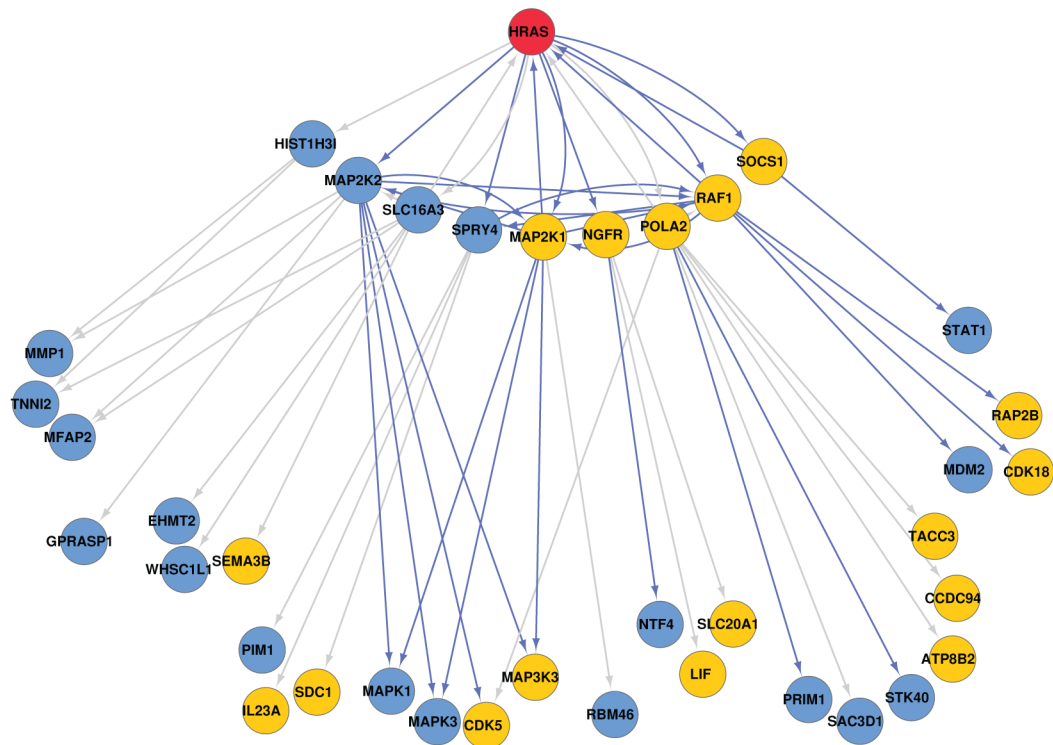 HRAS
HIST1H3I
SOCS1
MAP2K2
RAF1
SLC16A3
SPRY4
MAP2K1
NGFR
POLA2
STAT1
MMP1
TNNI2
RAP2B
MFAP2
MDM2
CDK18
EHMT2
GPRASP1
TACC3
WHSC1L1
SEMA3B
CCDC94
NTF4
SLC20A1
PIM1
ATP8B2
LIF
MAP3K3
SDC1
MAPK1
IL23A
PRIM1
STK40
RBM46
MAPK3
CDK5
SAC3D1